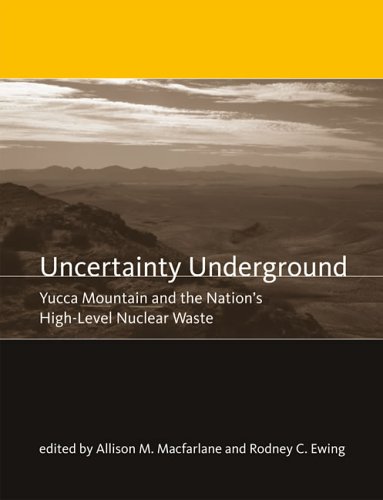 Uncertainty Underground
Yucca Mountain and the Nation's
High-Level Nuclear Waste
edited by Allison M. Macfarlane and Rodney C. Ewing